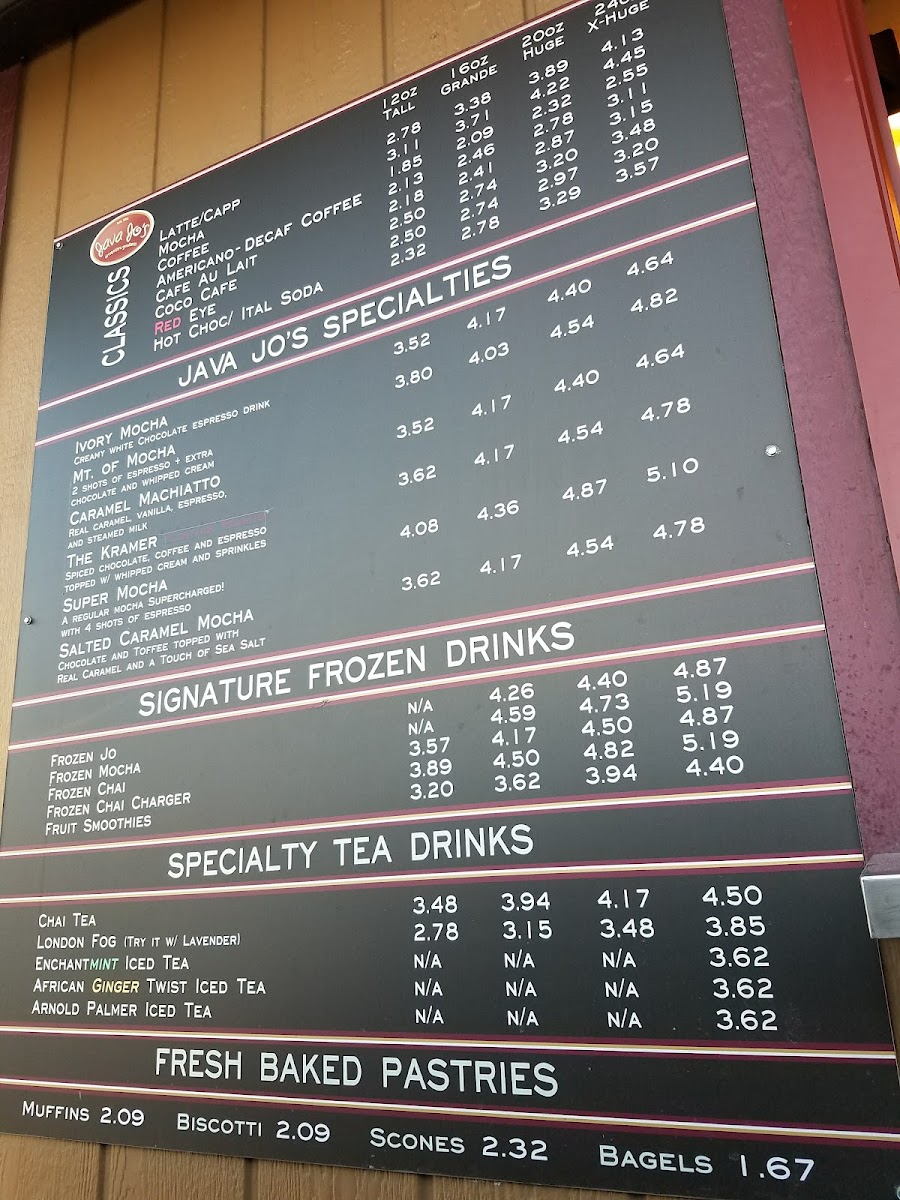 12oz 16oz 20oz 24oz
TALL GRANDE HUGE X-HUGE
Java Jo's
CLASSICS
LATTE/CAPP 2.78 3.38 3.89 4.13
MOCHA 3.11 3.71 4.22 4.45
COFFEE 1.85 2.09 2.32 2.55
AMERICANO-DECAF COFFEE 2.13 2.46 2.78 3.11
CAFE AU LAIT 2.18 2.41 2.87 3.15
COCO CAFE 2.50 2.74 3.20 3.48
RED EYE 2.50 2.74 2.97 3.20
HOT CHOC/ ITAL SODA 2.32 2.78 3.29 3.57
JAVA JO'S SPECIALTIES
IVORY MOCHA 3.52 4.17 4.40 4.64
CREAMY WHITE CHOCOLATE ESPRESSO DRINK
MT. OF MOCHA 3.80 4.03 4.54 4.82
2 SHOTS OF ESPRESSO + EXTRA
CHOCOLATE AND WHIPPED CREAM
CARAMEL MACHIATTO 3.52 4.17 4.40 4.64
REAL CARAMEL, VANILLA, ESPRESSO,
AND STEAMED MILK
THE KRAMER 3.62 4.17 4.54 4.78
SPICED CHOCOLATE, COFFEE AND ESPRESSO
TOPPED W/ WHIPPED CREAM AND SPRINKLES
SUPER MOCHA 4.08 4.36 4.87 5.10
A REGULAR MOCHA SUPERCHARGED!
WITH 4 SHOTS OF ESPRESSO
SALTED CARAMEL MOCHA 3.62 4.17 4.54 4.78
CHOCOLATE AND TOFFEE TOPPED WITH
REAL CARAMEL AND A TOUCH OF SEA SALT
SIGNATURE FROZEN DRINKS
FROZEN JO N/A 4.26 4.40 4.87
FROZEN MOCHA N/A 4.59 4.73 5.19
FROZEN CHAI 3.57 4.17 4.50 4.87
FROZEN CHAI CHARGER 3.89 4.50 4.82 5.19
FRUIT SMOOTHIES 3.20 3.62 3.94 4.40
SPECIALTY TEA DRINKS
CHAI TEA 3.48 3.94 4.17 4.50
LONDON FOG (TRY IT W/ LAVENDER) 2.78 3.15 3.48 3.85
ENCHANTMINT ICED TEA N/A N/A N/A 3.62
AFRICAN GINGER TWIST ICED TEA N/A N/A N/A 3.62
ARNOLD PALMER ICED TEA N/A N/A N/A 3.62
FRESH BAKED PASTRIES
MUFFINS 2.09 BISCOTTI 2.09 SCONES 2.32 BAGELS 1.67